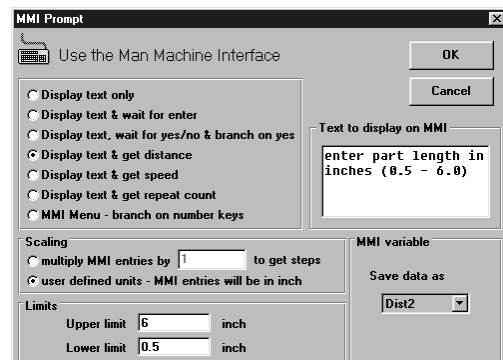 MMI Prompt
Use the Man Machine Interface
OK
Cancel
Display text only
Display text & wait for enter
Display text, wait for yes/no & branch on yes
Display text & get distance
Display text & get speed
Display text & get repeat count
MMI Menu - branch on number keys
Text to display on MMI
enter part length in
inches (0.5 - 6.0)
Scaling
multiply MMI entries by 1 to get steps
user defined units - MMI entries will be in inch
MMI variable
Save data as
Dist2
Limits
Upper limit 6 inch
Lower limit 0.5 inch